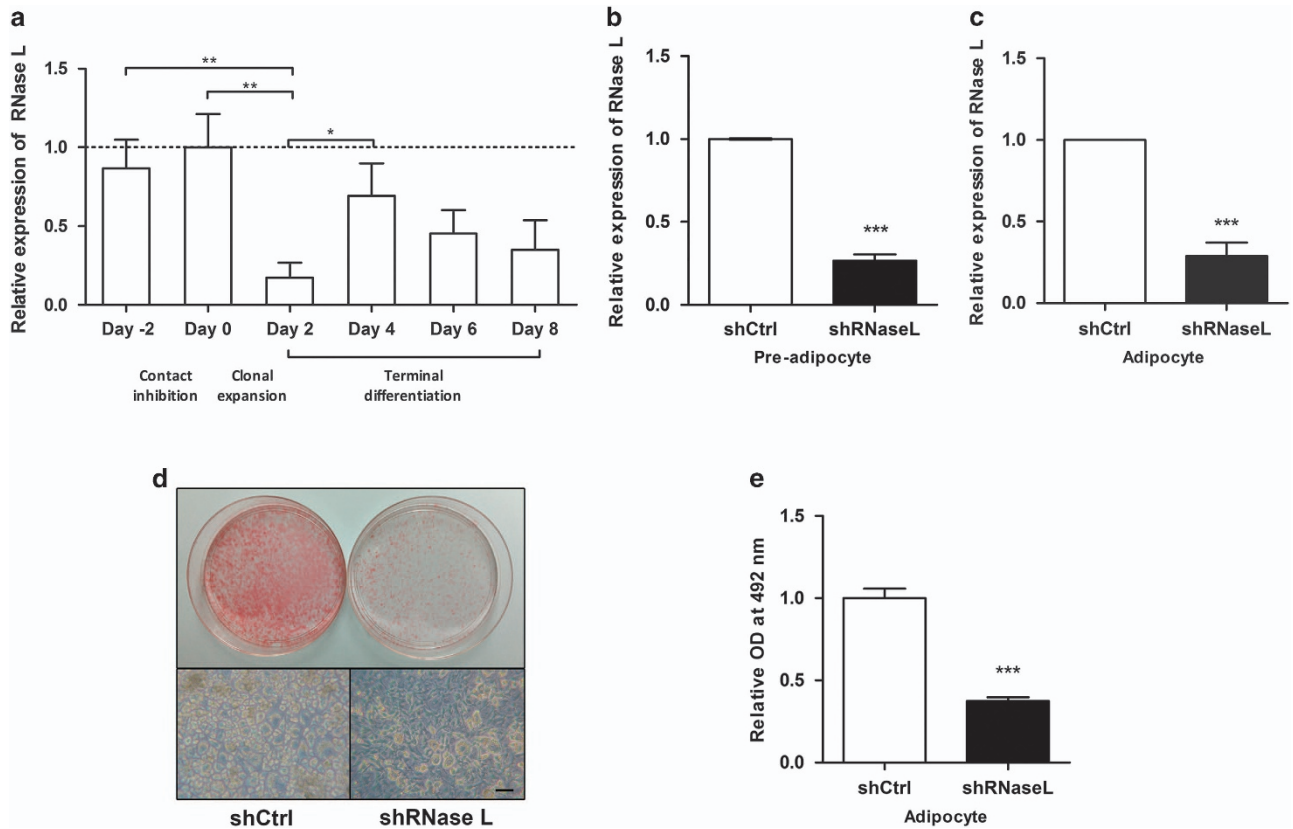 a
Relative expression of RNase L
1.5
1.0
0.5
0.0
**
**
*
Day -2 Day 0 Day 2 Day 4 Day 6 Day 8
Contact inhibition
Clonal expansion
Terminal differentiation
b
Relative expression of RNase L
1.5
1.0
0.5
0.0
***
shCtrl shRNaseL
Pre-adipocyte
c
Relative expression of RNase L
1.5
1.0
0.5
0.0
***
shCtrl shRNaseL
Adipocyte
d
shCtrl shRNase L
e
Relative OD at 492 nm
1.5
1.0
0.5
0.0
***
shCtrl shRNaseL
Adipocyte